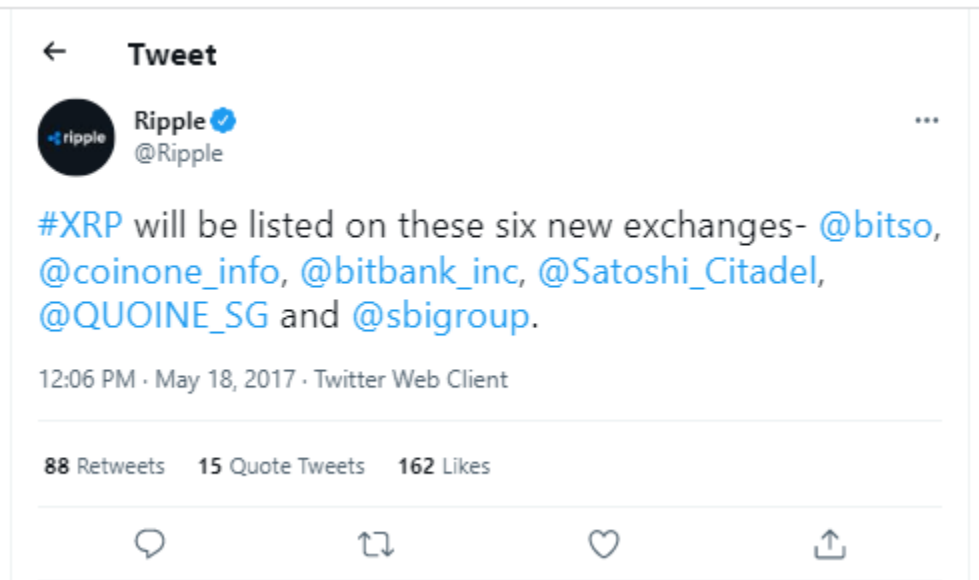 Tweet
ripple
Ripple
@Ripple
#XRP will be listed on these six new exchanges- @bitso,
@coinone_info, @bitbank_inc, @Satoshi_Citadel,
@QUOINE_SG and @sbigroup.
12:06 PM · May 18, 2017 · Twitter Web Client
88 Retweets 15 Quote Tweets 162 Likes